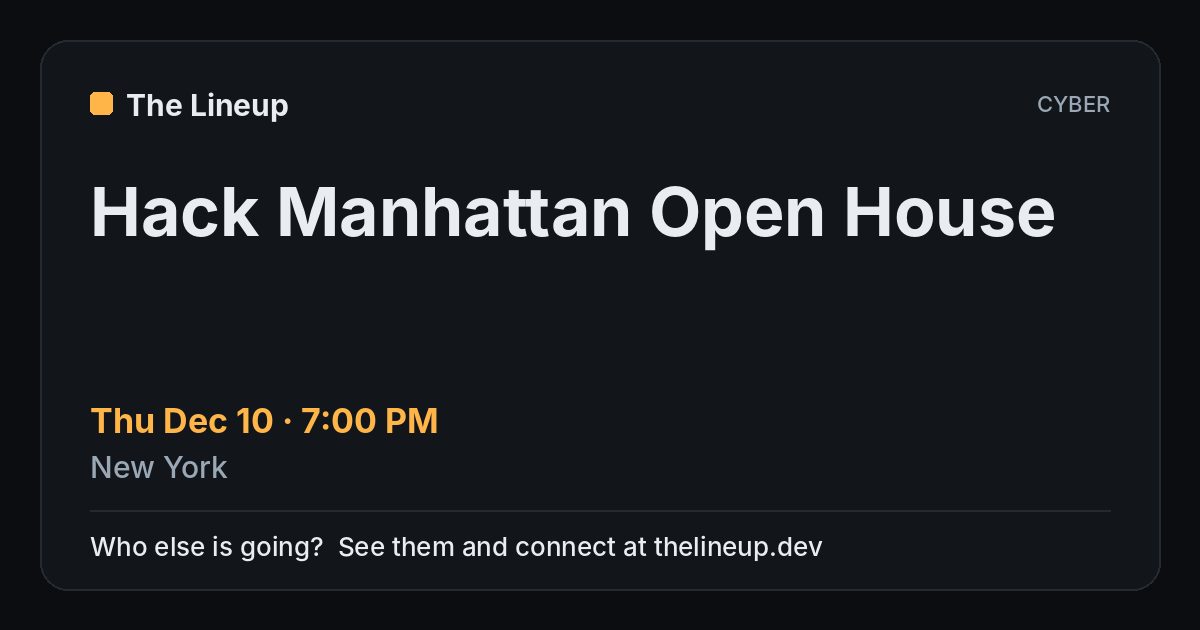 The Lineup
CYBER
Hack Manhattan Open House
Thu Dec 10 · 7:00 PM
New York
Who else is going? See them and connect at thelineup.dev